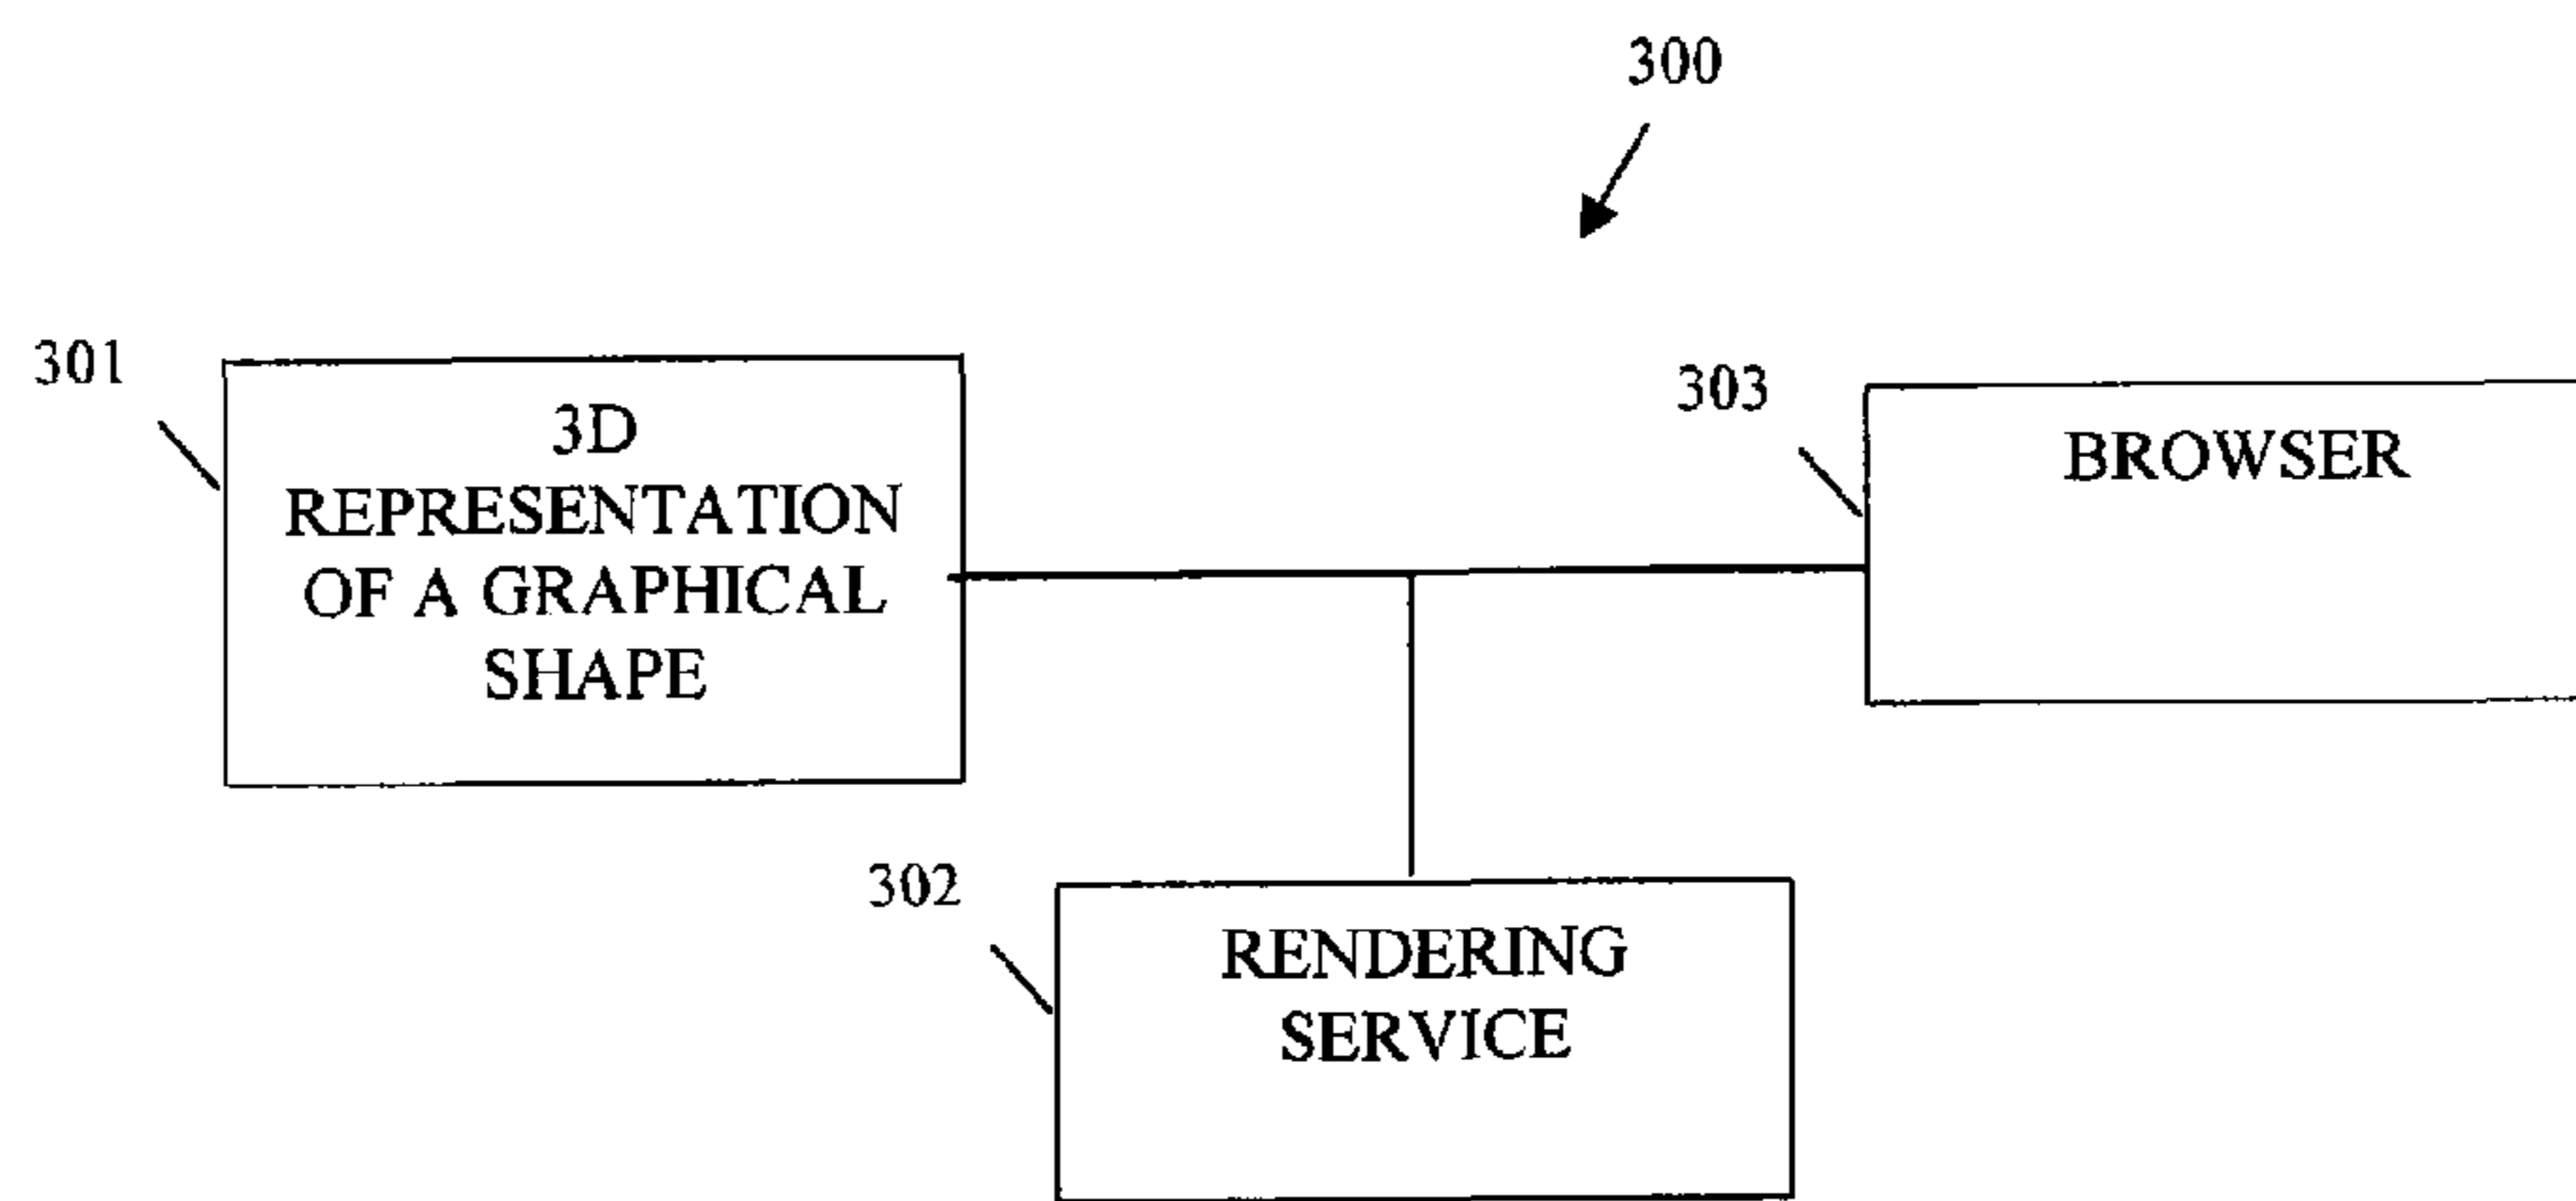 300
301
3D
REPRESENTATION
OF A GRAPHICAL
SHAPE
303
BROWSER
302
RENDERING
SERVICE